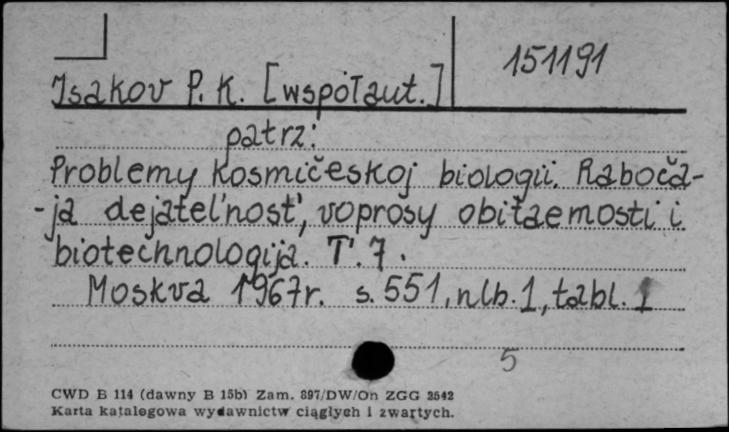 151191
Isakov P. K. [współaut.]
patrz:
Problemy kosmičeskoj biologii. Raboča-
-ja dejatel'nost', voprosy obitaemosti i
biotechnologija. T. 7.
Moskva 1967r. s. 551, nlb. 1, tabl. 1
5
CWD B 114 (dawny B 15b) Zam. 897/DW/On ZGG 2542
Karta katalogowa wydawnictw ciągłych i zwartych.